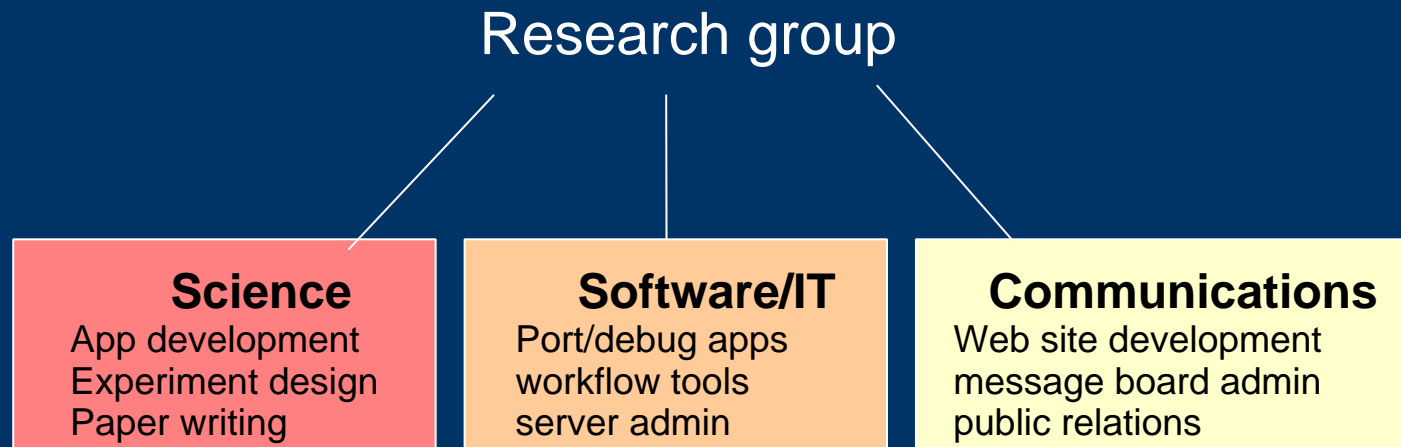 Research group
Science
App development
Experiment design
Paper writing
Software/IT
Port/debug apps
workflow tools
server admin
Communications
Web site development
message board admin
public relations